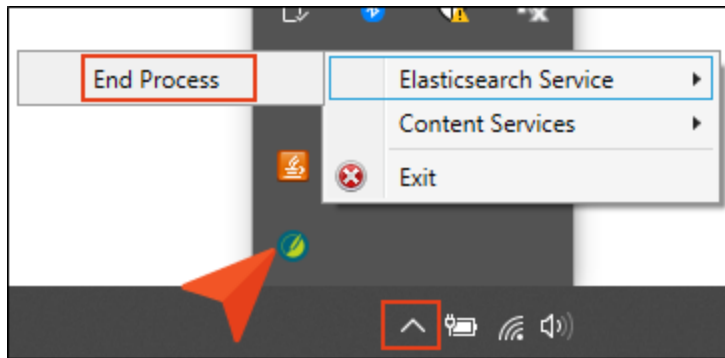 End Process
Elasticsearch Service
Content Services
Exit